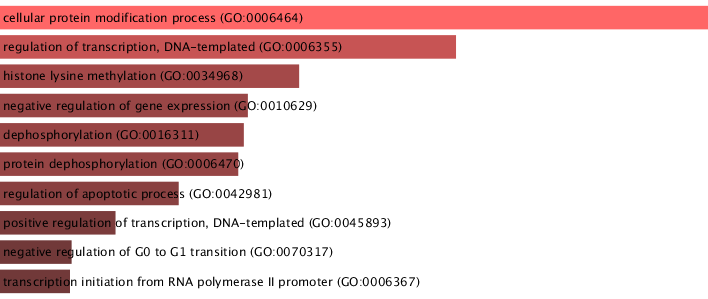 cellular protein modification process (GO:0006464)
regulation of transcription, DNA-templated (GO:0006355)
histone lysine methylation (GO:0034968)
negative regulation of gene expression (GO:0010629)
dephosphorylation (GO:0016311)
protein dephosphorylation (GO:0006470)
regulation of apoptotic process (GO:0042981)
positive regulation of transcription, DNA-templated (GO:0045893)
negative regulation of G0 to G1 transition (GO:0070317)
transcription initiation from RNA polymerase II promoter (GO:0006367)